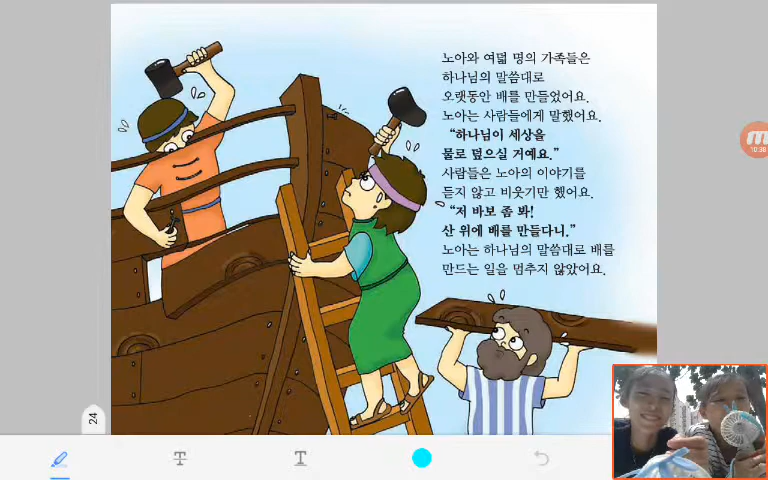 노아와 여덟 명의 가족들은
하나님의 말씀대로
오랫동안 배를 만들었어요.
노아는 사람들에게 말했어요.
“하나님이 세상을
물로 덮으실 거예요.”
사람들은 노아의 이야기를
듣지 않고 비웃기만 했어요.
“저 바보 좀 봐!
산 위에 배를 만들다니.”
노아는 하나님의 말씀대로 배를
만드는 일을 멈추지 않았어요.
24
T
T
M
10:38